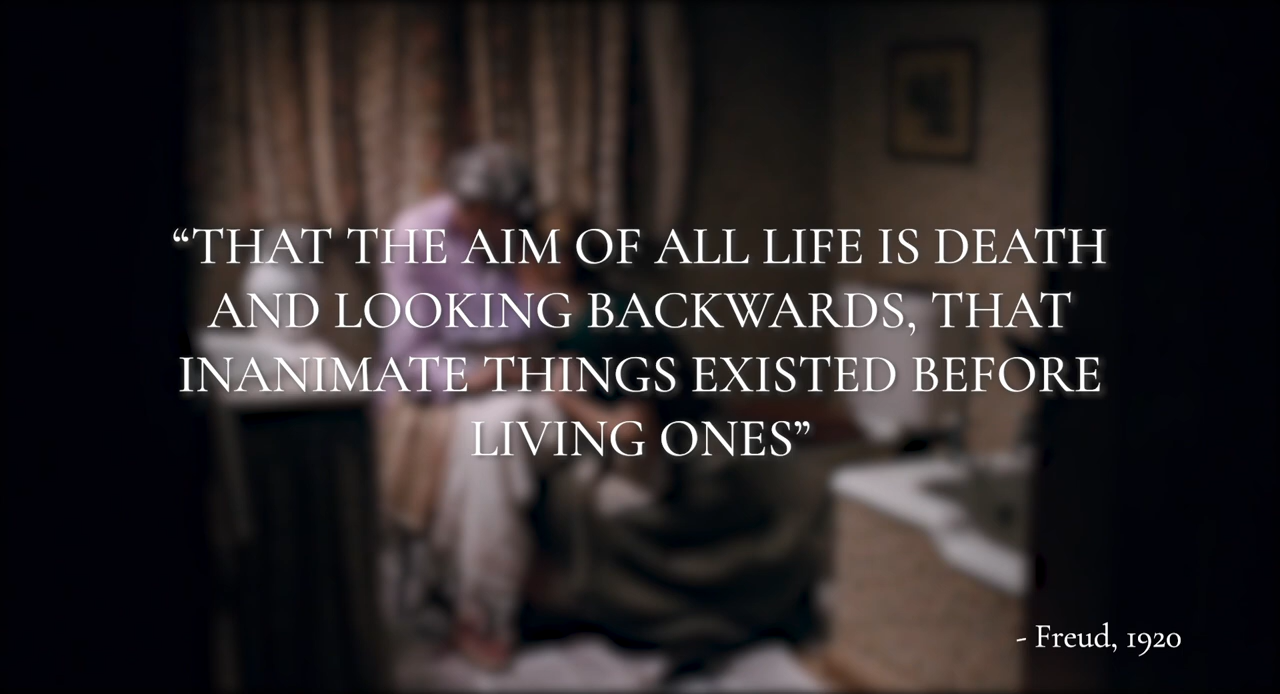 “THAT THE AIM OF ALL LIFE IS DEATH
AND LOOKING BACKWARDS, THAT
INANIMATE THINGS EXISTED BEFORE
LIVING ONES”
- Freud, 1920